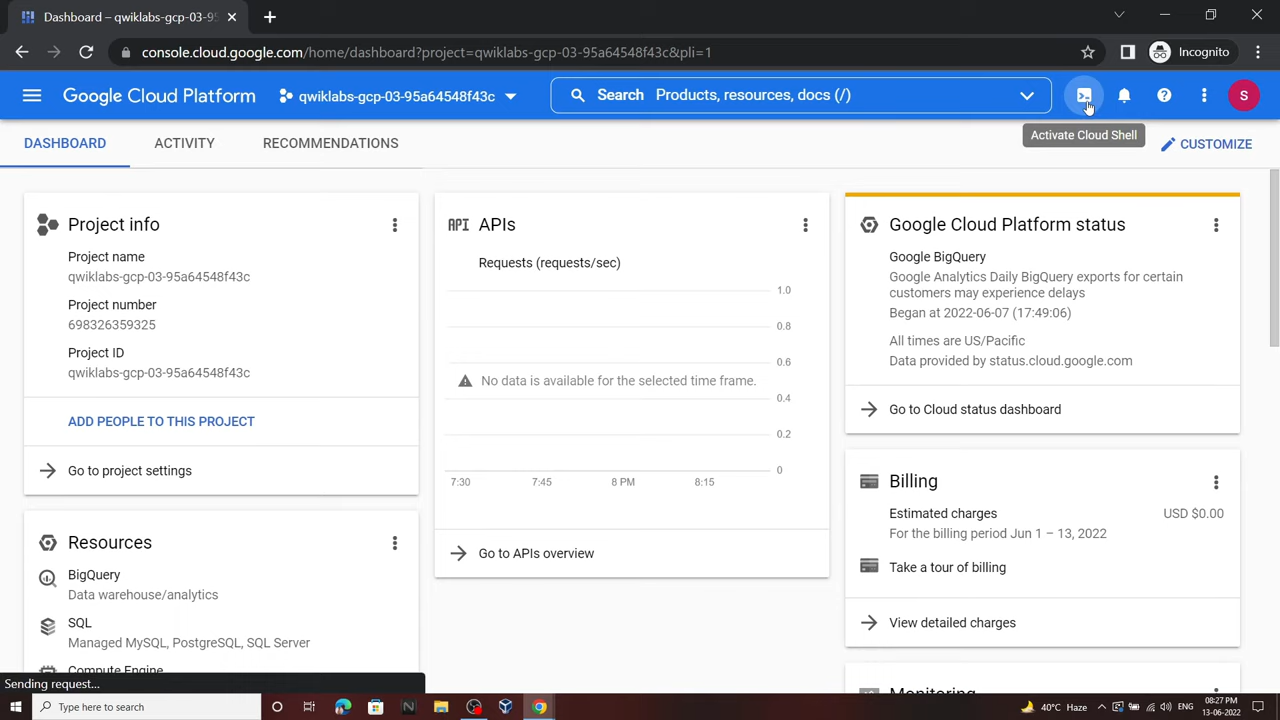 Dashboard – qwiklabs-gcp-03-95
console.cloud.google.com/home/dashboard?project=qwiklabs-gcp-03-95a64548f43c&pli=1
Incognito
Google Cloud Platform
qwiklabs-gcp-03-95a64548f43c
Search Products, resources, docs (/)
S
Activate Cloud Shell
DASHBOARD
ACTIVITY
RECOMMENDATIONS
CUSTOMIZE
Project info
Project name
qwiklabs-gcp-03-95a64548f43c
Project number
698326359325
Project ID
qwiklabs-gcp-03-95a64548f43c
ADD PEOPLE TO THIS PROJECT
Go to project settings
Resources
BigQuery
Data warehouse/analytics
SQL
Managed MySQL, PostgreSQL, SQL Server
Compute Engine
API APIs
Requests (requests/sec)
1.0
0.8
0.6
No data is available for the selected time frame.
0.4
0.2
0
7:30 7:45 8 PM 8:15
Go to APIs overview
Google Cloud Platform status
Google BigQuery
Google Analytics Daily BigQuery exports for certain
customers may experience delays
Began at 2022-06-07 (17:49:06)
All times are US/Pacific
Data provided by status.cloud.google.com
Go to Cloud status dashboard
Billing
Estimated charges USD $0.00
For the billing period Jun 1 – 13, 2022
Take a tour of billing
View detailed charges
Monitoring
Sending request...
Type here to search
40°C Haze
08:27 PM
13-06-2022